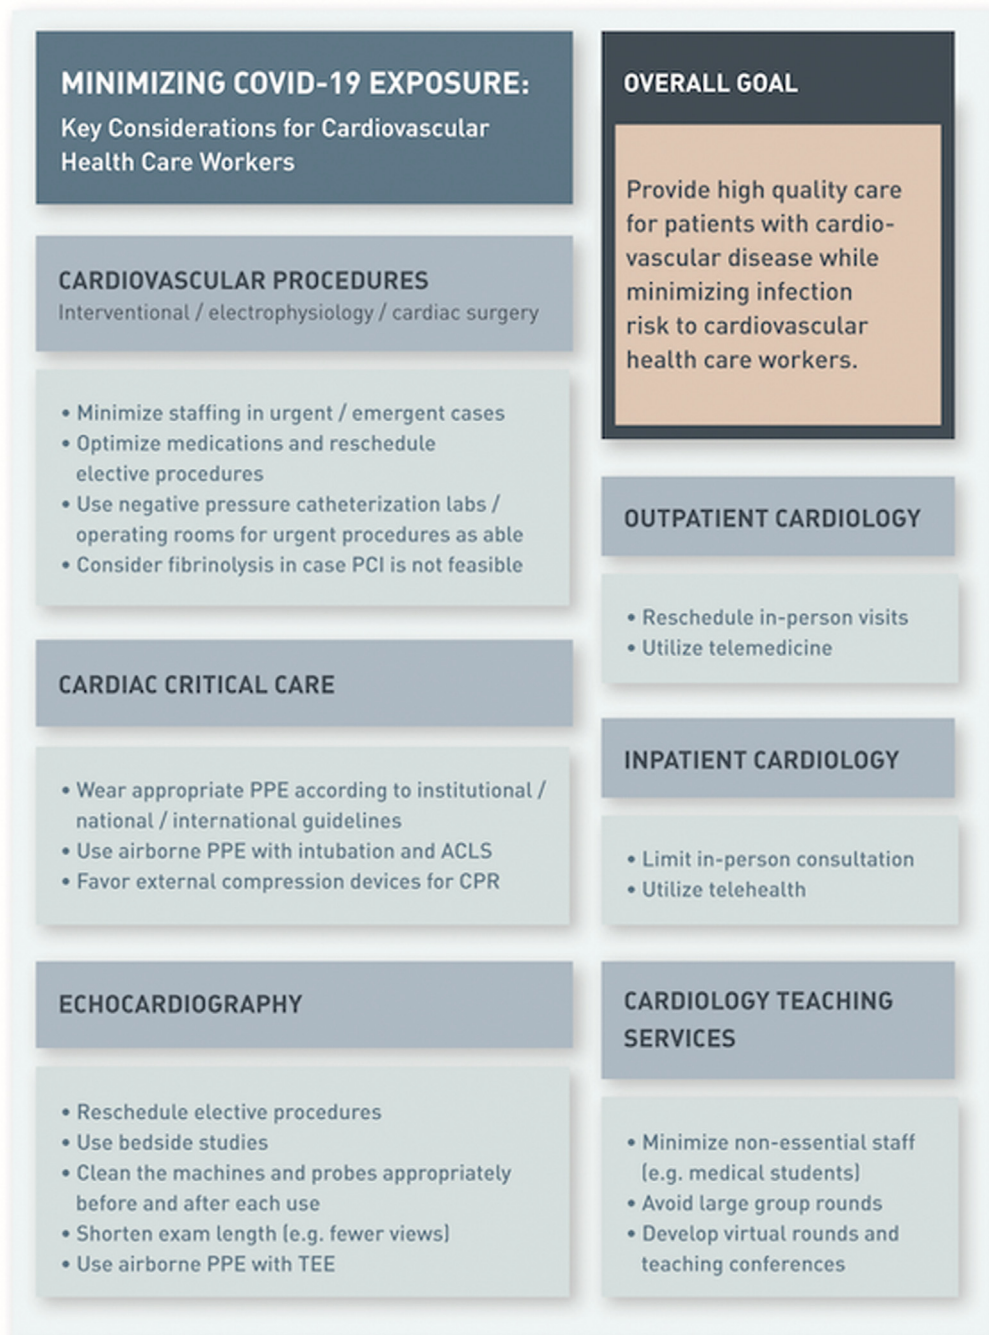 MINIMIZING COVID-19 EXPOSURE:
Key Considerations for Cardiovascular
Health Care Workers
OVERALL GOAL
Provide high quality care
for patients with cardio-
vascular disease while
minimizing infection
risk to cardiovascular
health care workers.
CARDIOVASCULAR PROCEDURES
Interventional / electrophysiology / cardiac surgery
• Minimize staffing in urgent / emergent cases
• Optimize medications and reschedule
elective procedures
• Use negative pressure catheterization labs /
operating rooms for urgent procedures as able
• Consider fibrinolysis in case PCI is not feasible
OUTPATIENT CARDIOLOGY
• Reschedule in-person visits
• Utilize telemedicine
CARDIAC CRITICAL CARE
• Wear appropriate PPE according to institutional /
national / international guidelines
• Use airborne PPE with intubation and ACLS
• Favor external compression devices for CPR
INPATIENT CARDIOLOGY
• Limit in-person consultation
• Utilize telehealth
ECHOCARDIOGRAPHY
• Reschedule elective procedures
• Use bedside studies
• Clean the machines and probes appropriately
before and after each use
• Shorten exam length (e.g. fewer views)
• Use airborne PPE with TEE
CARDIOLOGY TEACHING
SERVICES
• Minimize non-essential staff
(e.g. medical students)
• Avoid large group rounds
• Develop virtual rounds and
teaching conferences